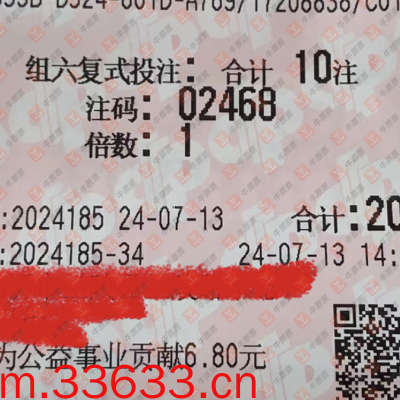 组六复式投注：合计 10注
注码：02468
倍数：1
:2024185 24-07-13 合计:20
:2024185-34 24-07-13 14:
为公益事业贡献6.80元
m.33633.cn